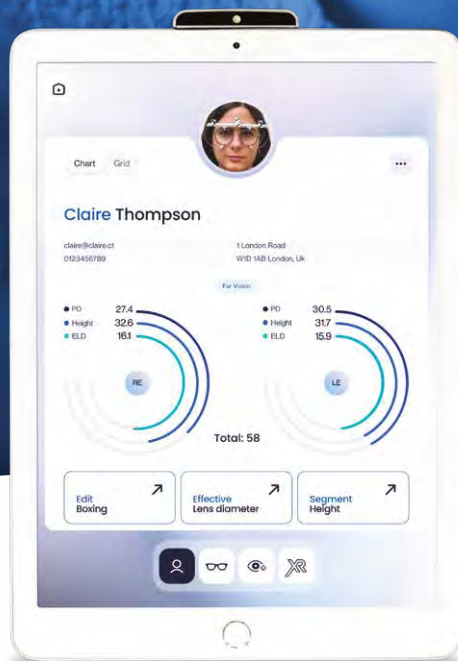 Chart Grid
Claire Thompson
claire@claire.ct 1 London Road
0123456789 W1D 1AB London, Uk
Far Vision
PD 27.4 PD 30.5
Height 32.6 Height 31.7
ELD 16.1 ELD 15.9
RE LE
Total: 58
Edit Effective Segment
Boxing Lens diameter Height
XR